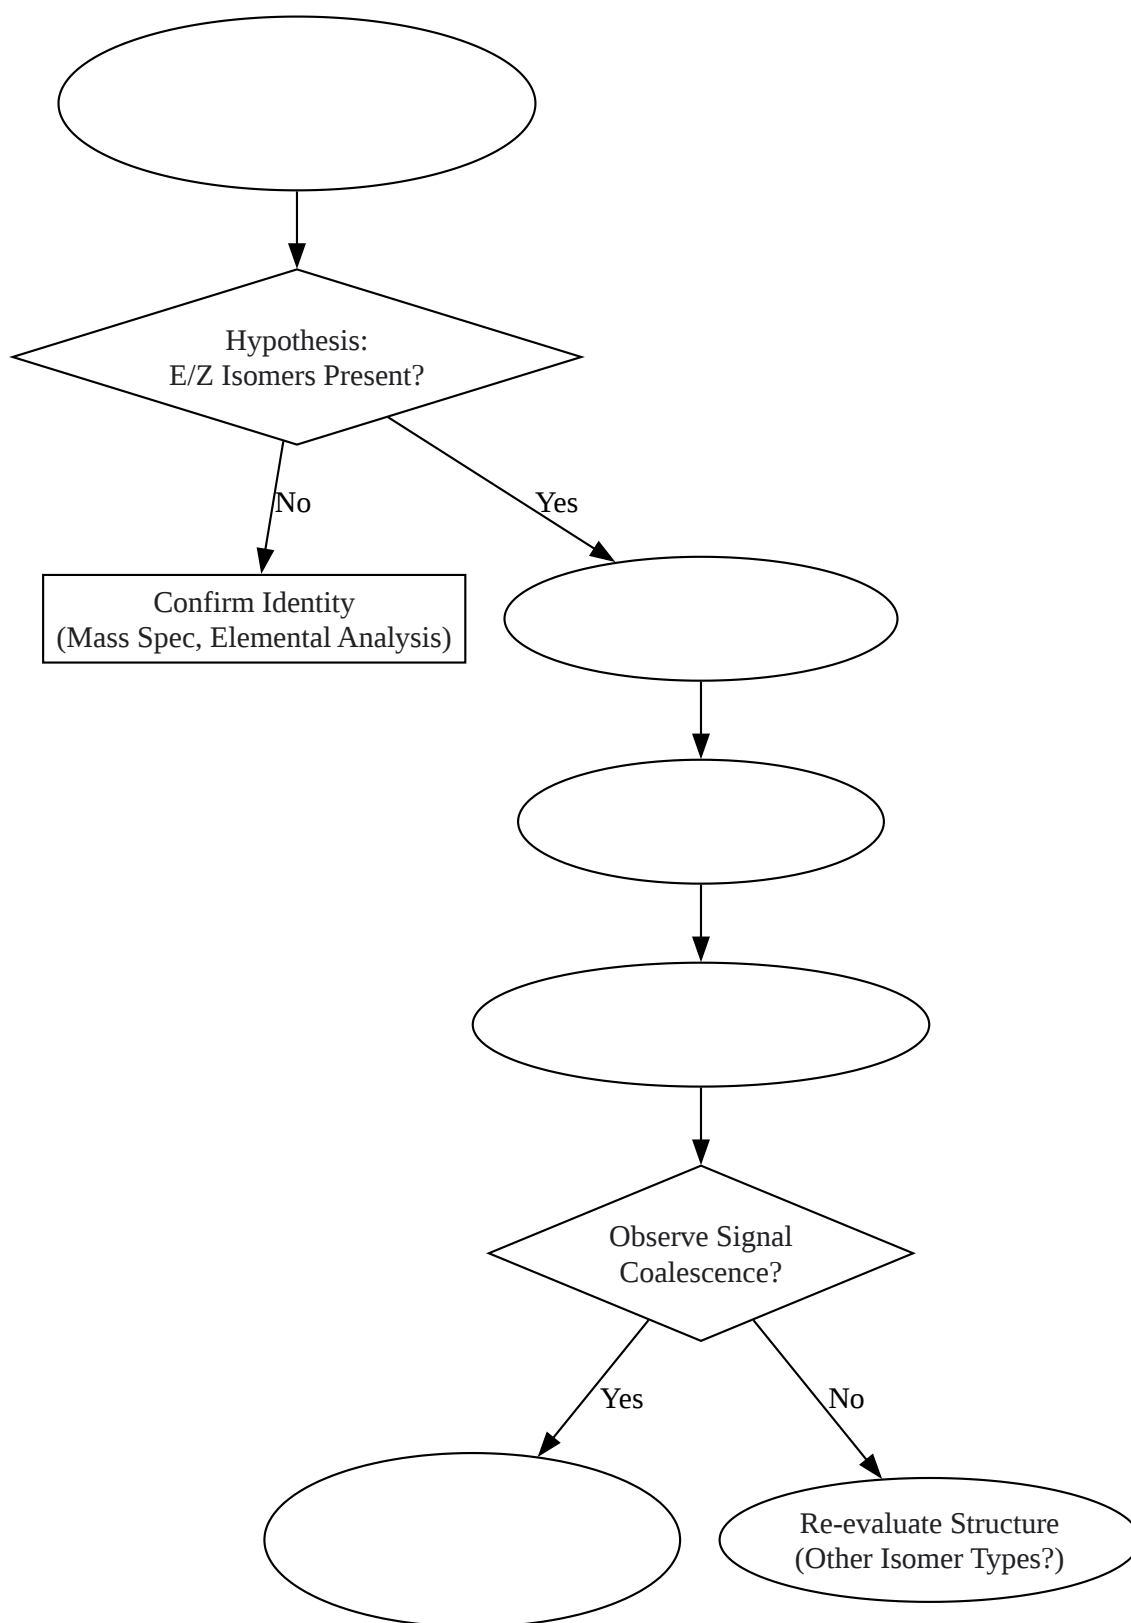 Hypothesis:
E/Z Isomers Present?
No
Yes
Confirm Identity
(Mass Spec, Elemental Analysis)
Observe Signal
Coalescence?
Yes
No
Re-evaluate Structure
(Other Isomer Types?)